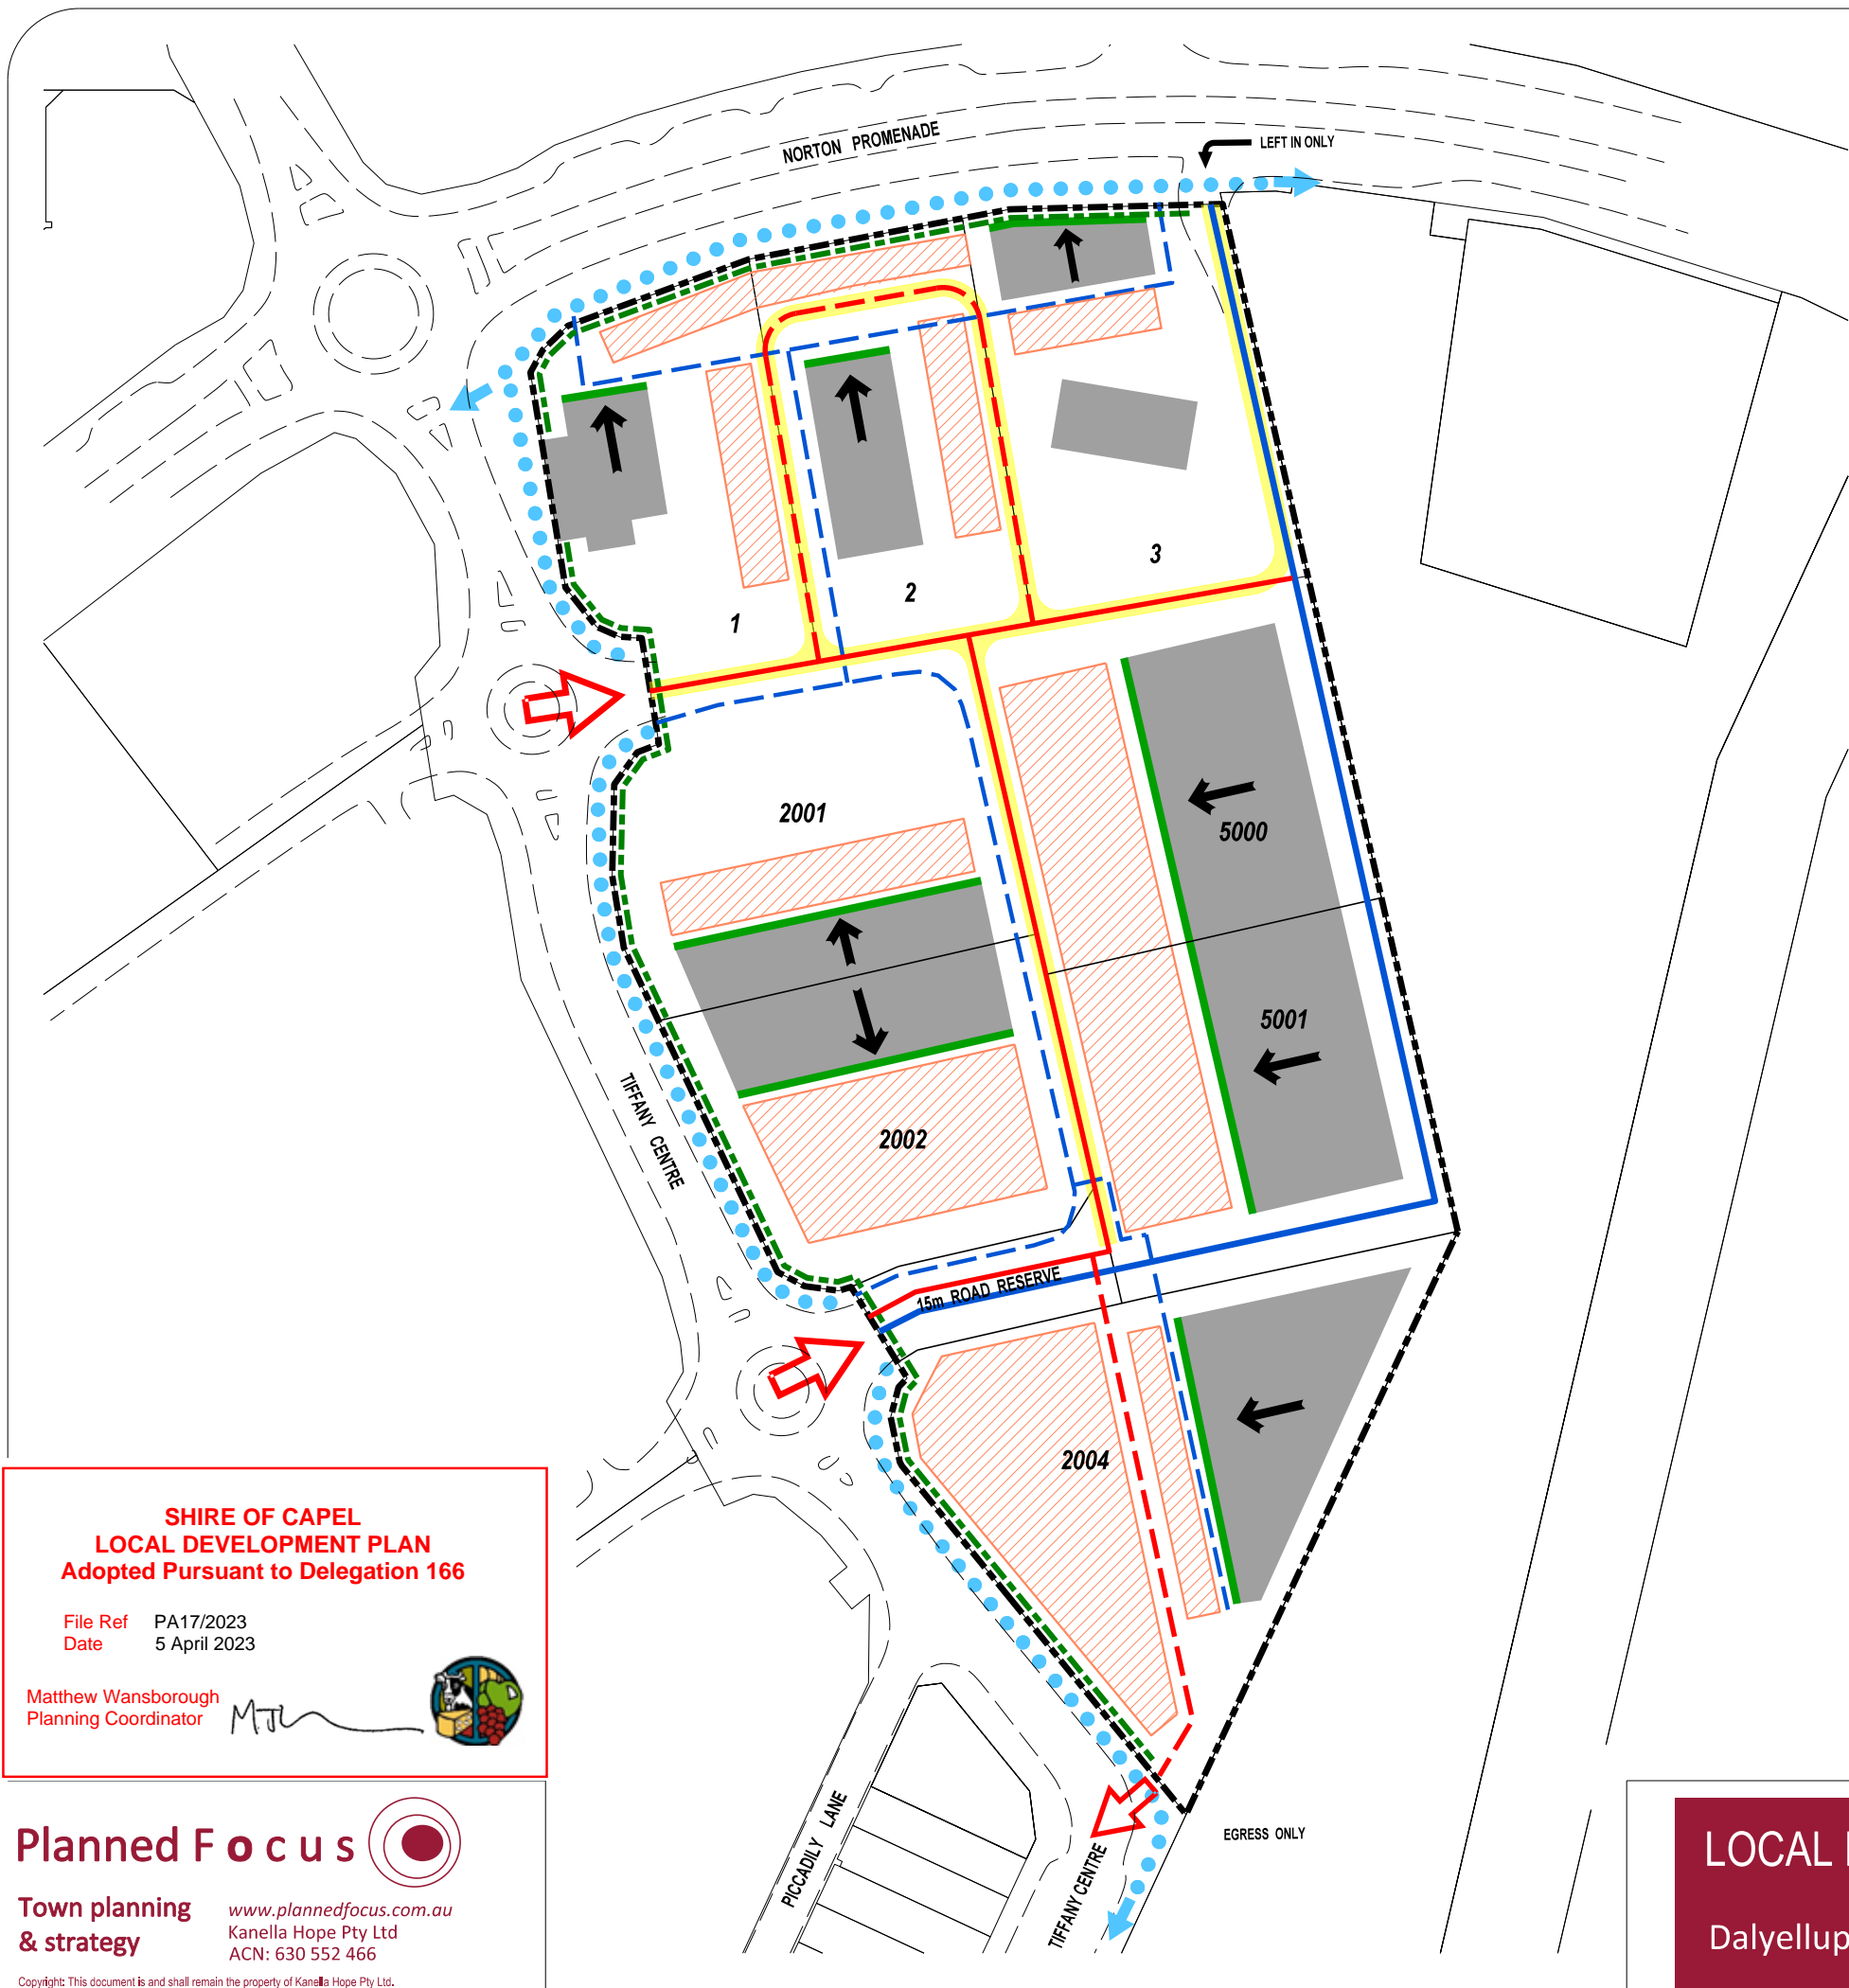 NORTON PROMENADE
LEFT IN ONLY
3
2
1
2001
5000
5001
TIFFANY CENTRE
2002
15m ROAD RESERVE
2004
SHIRE OF CAPEL
LOCAL DEVELOPMENT PLAN
Adopted Pursuant to Delegation 166
File Ref PA17/2023
Date 5 April 2023
Matthew Wansborough
Planning Coordinator
Planned Focus
Town planning
& strategy
www.plannedfocus.com.au
Kanella Hope Pty Ltd
ACN: 630 552 466
Copyright: This document is and shall remain the property of Kanella Hope Pty Ltd.
PICCADILY LANE
TIFFANY CENTRE
EGRESS ONLY
LOCAL
Dalyellup